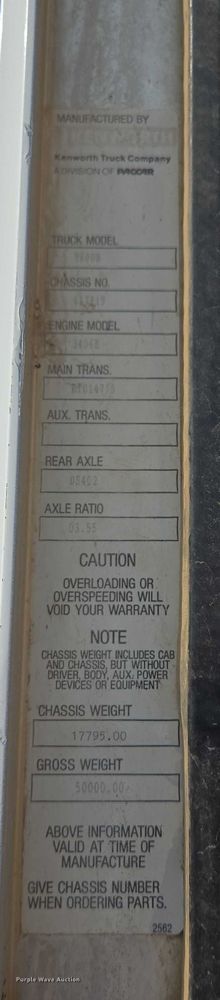 MANUFACTURED BY
Kenworth Truck Company
A DIVISION OF PACCAR
TRUCK MODEL
CHASSIS NO.
ENGINE MODEL
MAIN TRANS.
AUX. TRANS.
REAR AXLE
DS402
AXLE RATIO
03.55
CAUTION
OVERLOADING OR
OVERSPEEDING WILL
VOID YOUR WARRANTY
NOTE
CHASSIS WEIGHT INCLUDES CAB
AND CHASSIS, BUT WITHOUT
DRIVER, BODY, AUX. POWER
DEVICES OR EQUIPMENT
CHASSIS WEIGHT
17795.00
GROSS WEIGHT
50000.00
ABOVE INFORMATION
VALID AT TIME OF
MANUFACTURE
GIVE CHASSIS NUMBER
WHEN ORDERING PARTS.
2562
Purple Wave Auction